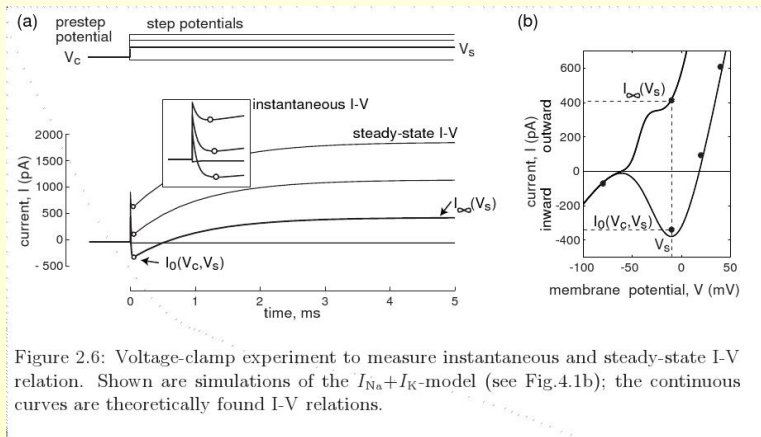 (a)
prestep
potential
step potentials
V_c
V_s
instantaneous I-V
steady-state I-V
I_∞(V_s)
I_0(V_c,V_s)
current, I (pA)
2000
1500
1000
500
0
- 500
0
1
2
3
4
5
time, ms
(b)
current, I (pA)
inward
outward
600
400
200
0
-200
-400
I_∞(V_s)
I_0(V_c,V_s)
V_s
-100
-50
0
50
membrane potential, V (mV)
Figure 2.6: Voltage-clamp experiment to measure instantaneous and steady-state I-V
relation. Shown are simulations of the I_Na+I_K-model (see Fig.4.1b); the continuous
curves are theoretically found I-V relations.